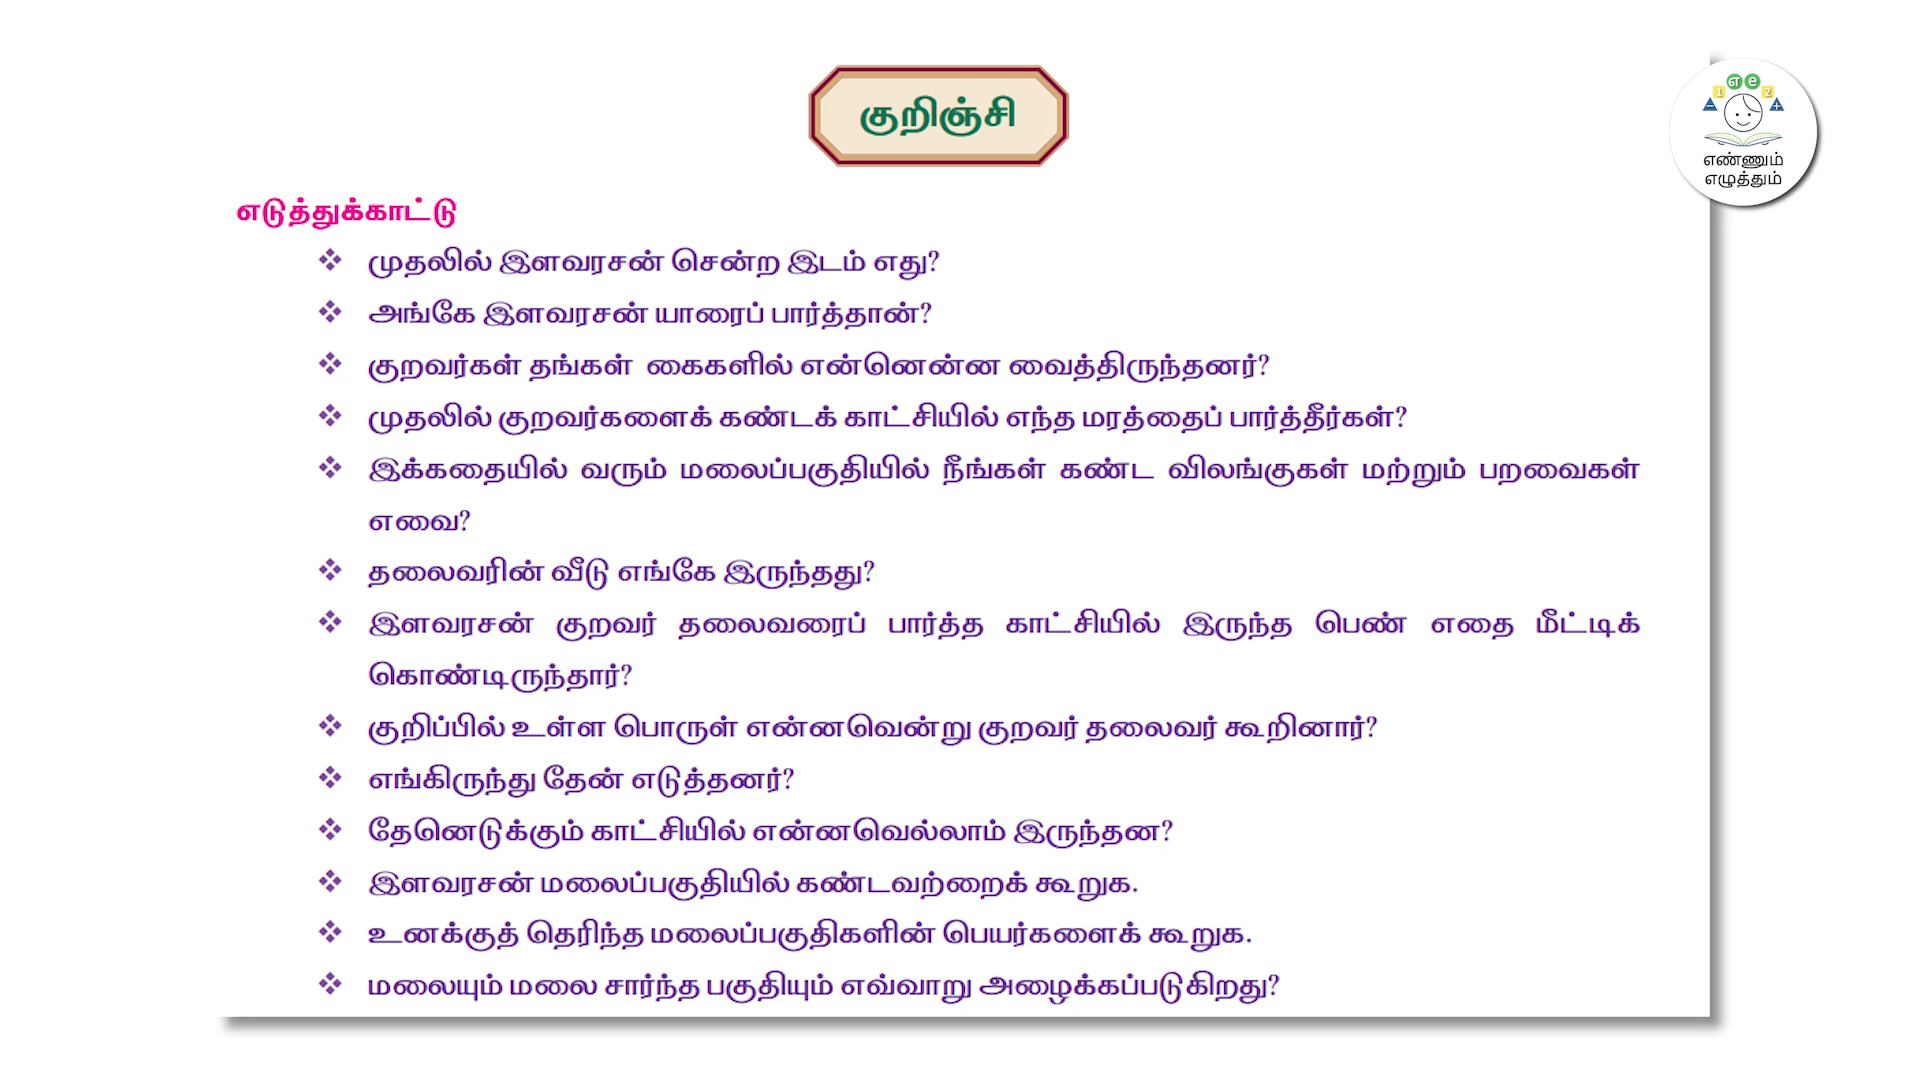 குறிஞ்சி
எ e
1 2
− +
எண்ணும்
எழுத்தும்
எடுத்துக்காட்டு
❖ முதலில் இளவரசன் சென்ற இடம் எது?
❖ அங்கே இளவரசன் யாரைப் பார்த்தான்?
❖ குறவர்கள் தங்கள் கைகளில் என்னென்ன வைத்திருந்தனர்?
❖ முதலில் குறவர்களைக் கண்டக் காட்சியில் எந்த மரத்தைப் பார்த்தீர்கள்?
❖ இக்கதையில் வரும் மலைப்பகுதியில் நீங்கள் கண்ட விலங்குகள் மற்றும் பறவைகள்
எவை?
❖ தலைவரின் வீடு எங்கே இருந்தது?
❖ இளவரசன் குறவர் தலைவரைப் பார்த்த காட்சியில் இருந்த பெண் எதை மீட்டிக்
கொண்டிருந்தார்?
❖ குறிப்பில் உள்ள பொருள் என்னவென்று குறவர் தலைவர் கூறினார்?
❖ எங்கிருந்து தேன் எடுத்தனர்?
❖ தேனெடுக்கும் காட்சியில் என்னவெல்லாம் இருந்தன?
❖ இளவரசன் மலைப்பகுதியில் கண்டவற்றைக் கூறுக.
❖ உனக்குத் தெரிந்த மலைப்பகுதிகளின் பெயர்களைக் கூறுக.
❖ மலையும் மலை சார்ந்த பகுதியும் எவ்வாறு அழைக்கப்படுகிறது?